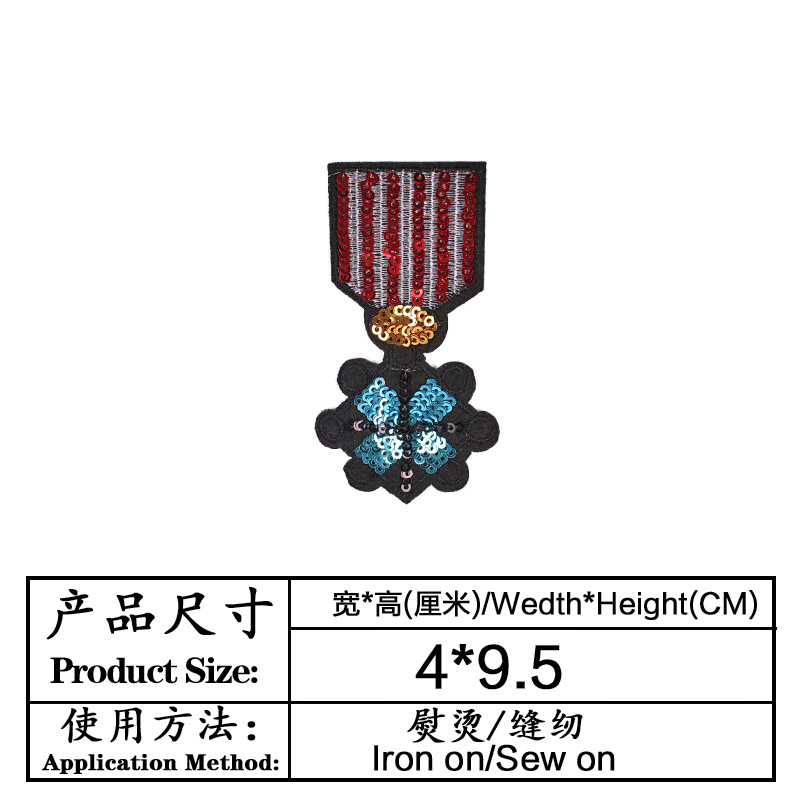 产品尺寸
Product Size:
宽*高(厘米)/Wedth*Height(CM)
4*9.5
使用方法:
Application Method:
熨烫/缝纫
Iron on/Sew on